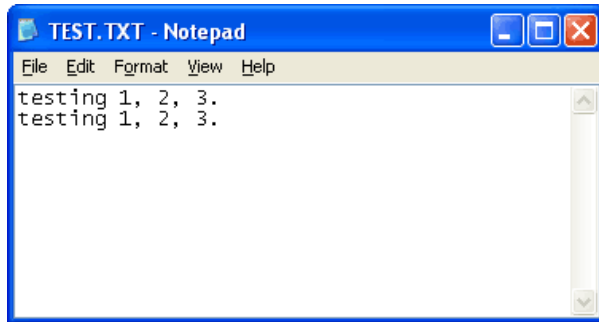 TEST.TXT - Notepad
File Edit Format View Help
testing 1, 2, 3.
testing 1, 2, 3.